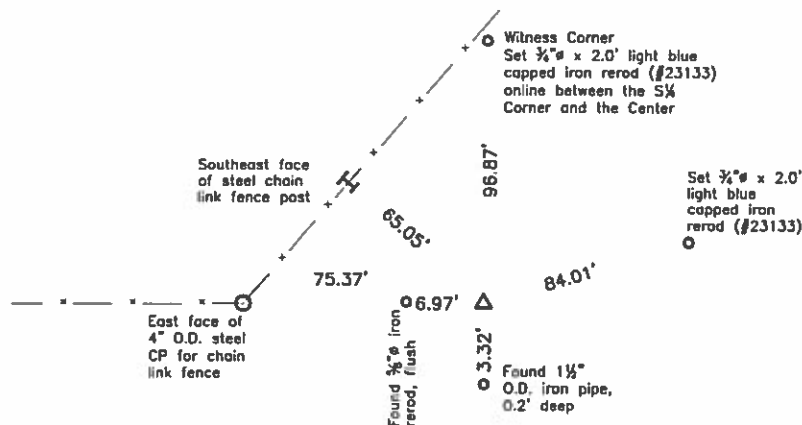 Witness Corner
Set ¾"ø x 2.0' light blue
capped iron rerod (#23133)
online between the S¼
Corner and the Center
Southeast face
of steel chain
link fence post
96.87'
Set ¾"ø x 2.0'
light blue
capped iron
rerod (#23133)
65.05'
75.37'
84.01'
6.97'
East face of
4" O.D. steel
CP for chain
link fence
Found ⅝"ø iron
rerod, flush
3.32'
Found 1½"
O.D. iron pipe,
0.2' deep